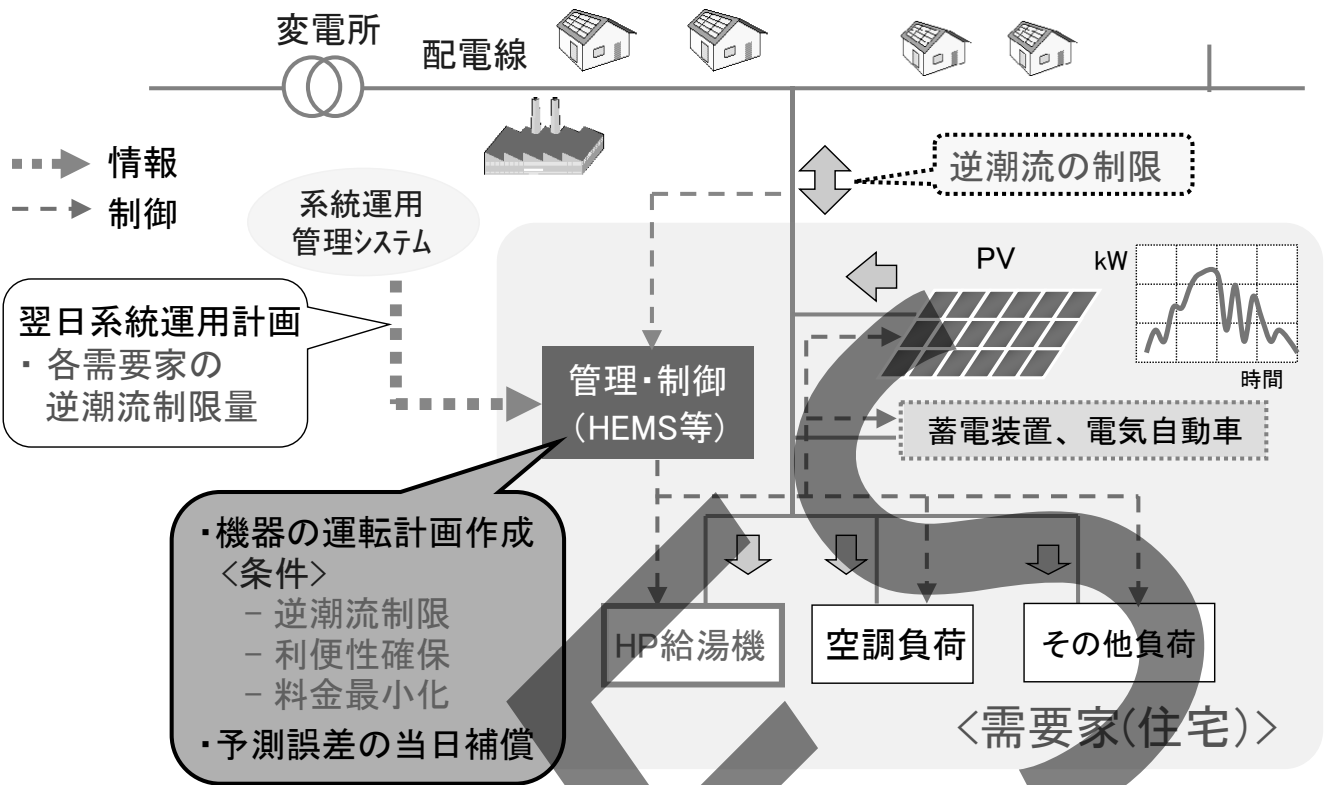 変電所
配電線
情報
制御
系統運用
管理システム
逆潮流の制限
翌日系統運用計画
・各需要家の
逆潮流制限量
PV
kW
時間
管理・制御
(HEMS等)
蓄電装置、電気自動車
・機器の運転計画作成
<条件>
- 逆潮流制限
- 利便性確保
- 料金最小化
・予測誤差の当日補償
HP給湯機
空調負荷
その他負荷
<需要家(住宅)>